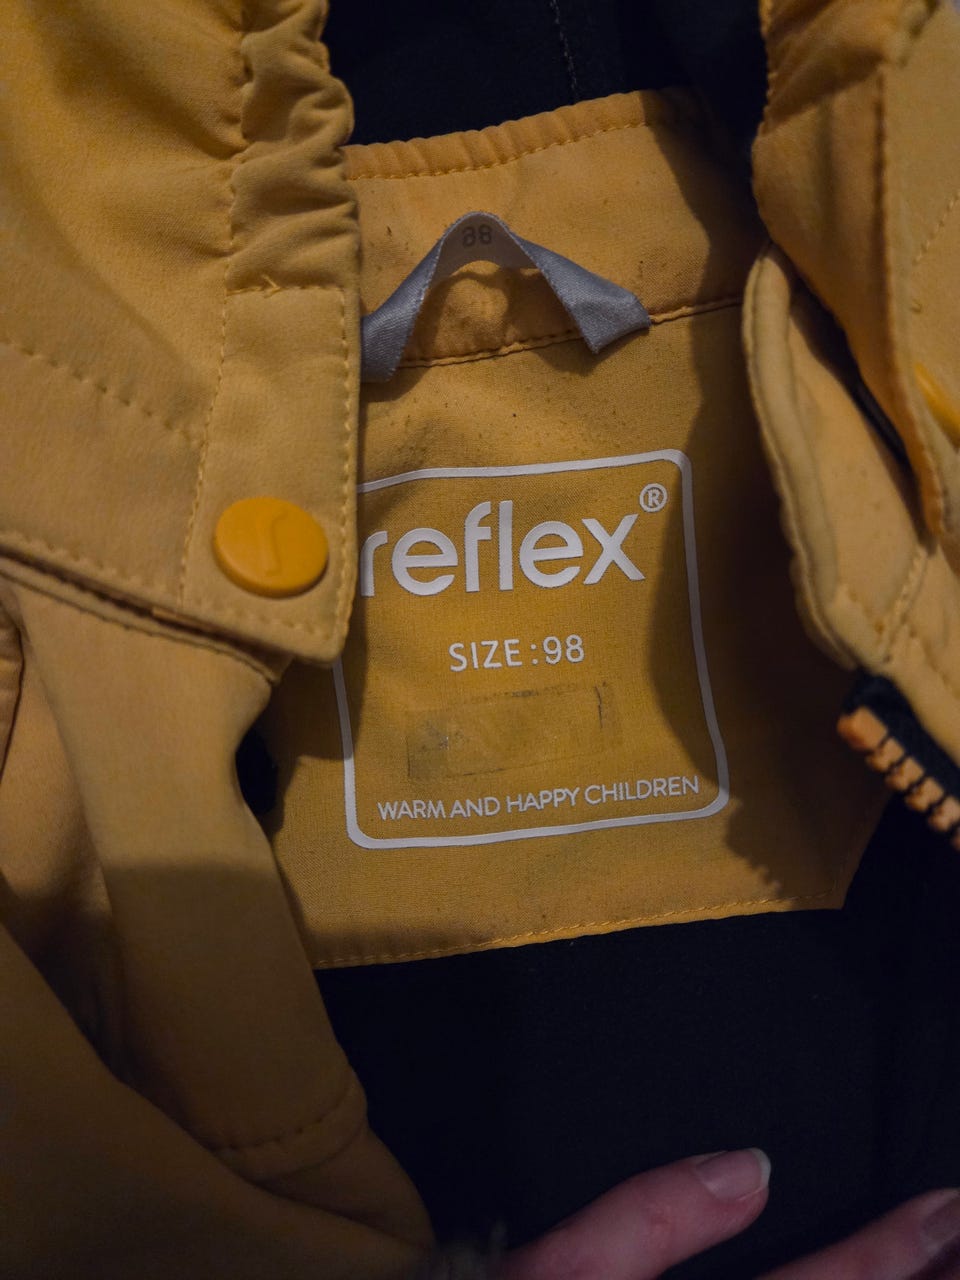 98
reflex®
SIZE:98
WARM AND HAPPY CHILDREN